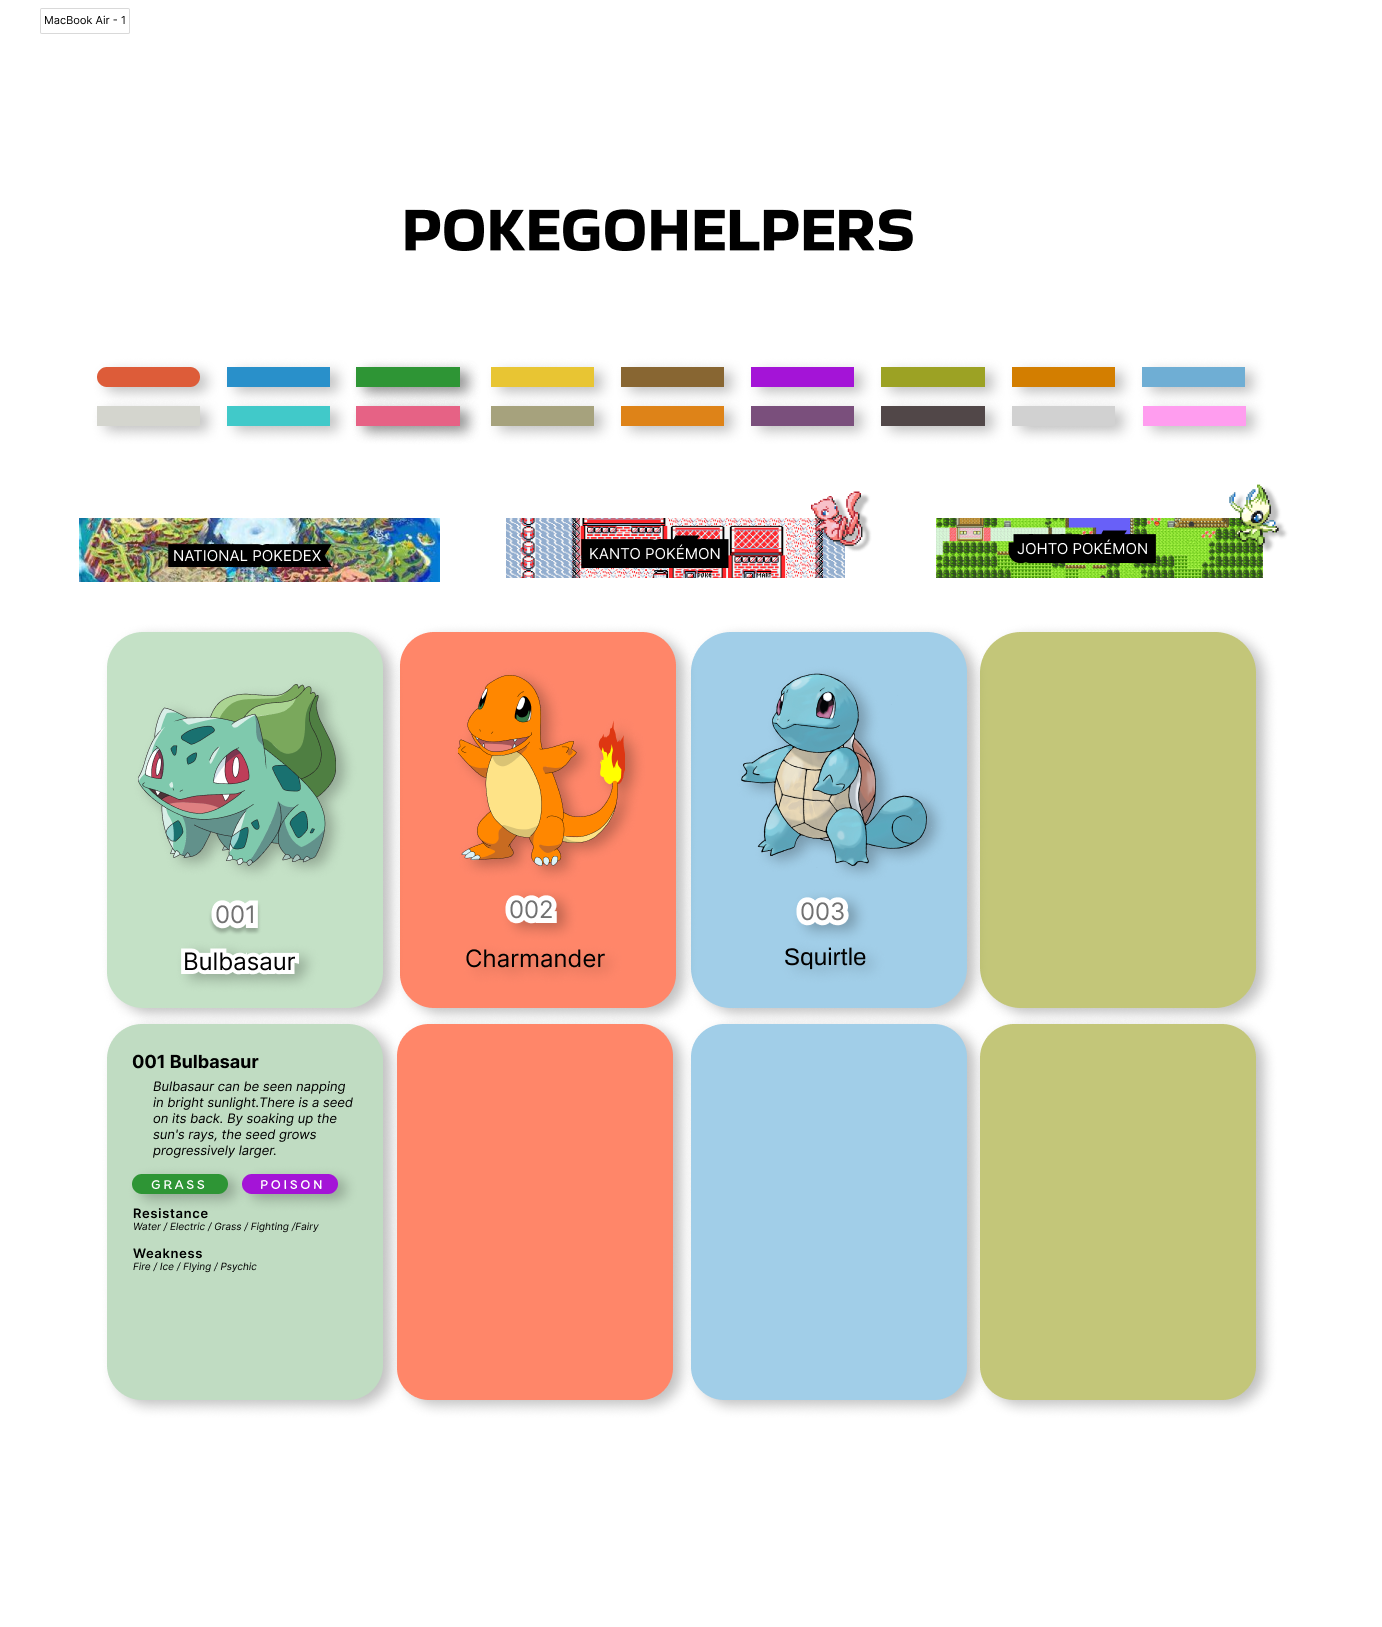 MacBook Air - 1
POKEGOHELPERS
NATIONAL POKEDEX
KANTO POKÉMON
POKE
MART
JOHTO POKÉMON
001
Bulbasaur
002
Charmander
003
Squirtle
001 Bulbasaur
Bulbasaur can be seen napping
in bright sunlight.There is a seed
on its back. By soaking up the
sun's rays, the seed grows
progressively larger.
GRASS
POISON
Resistance
Water / Electric / Grass / Fighting /Fairy
Weakness
Fire / Ice / Flying / Psychic